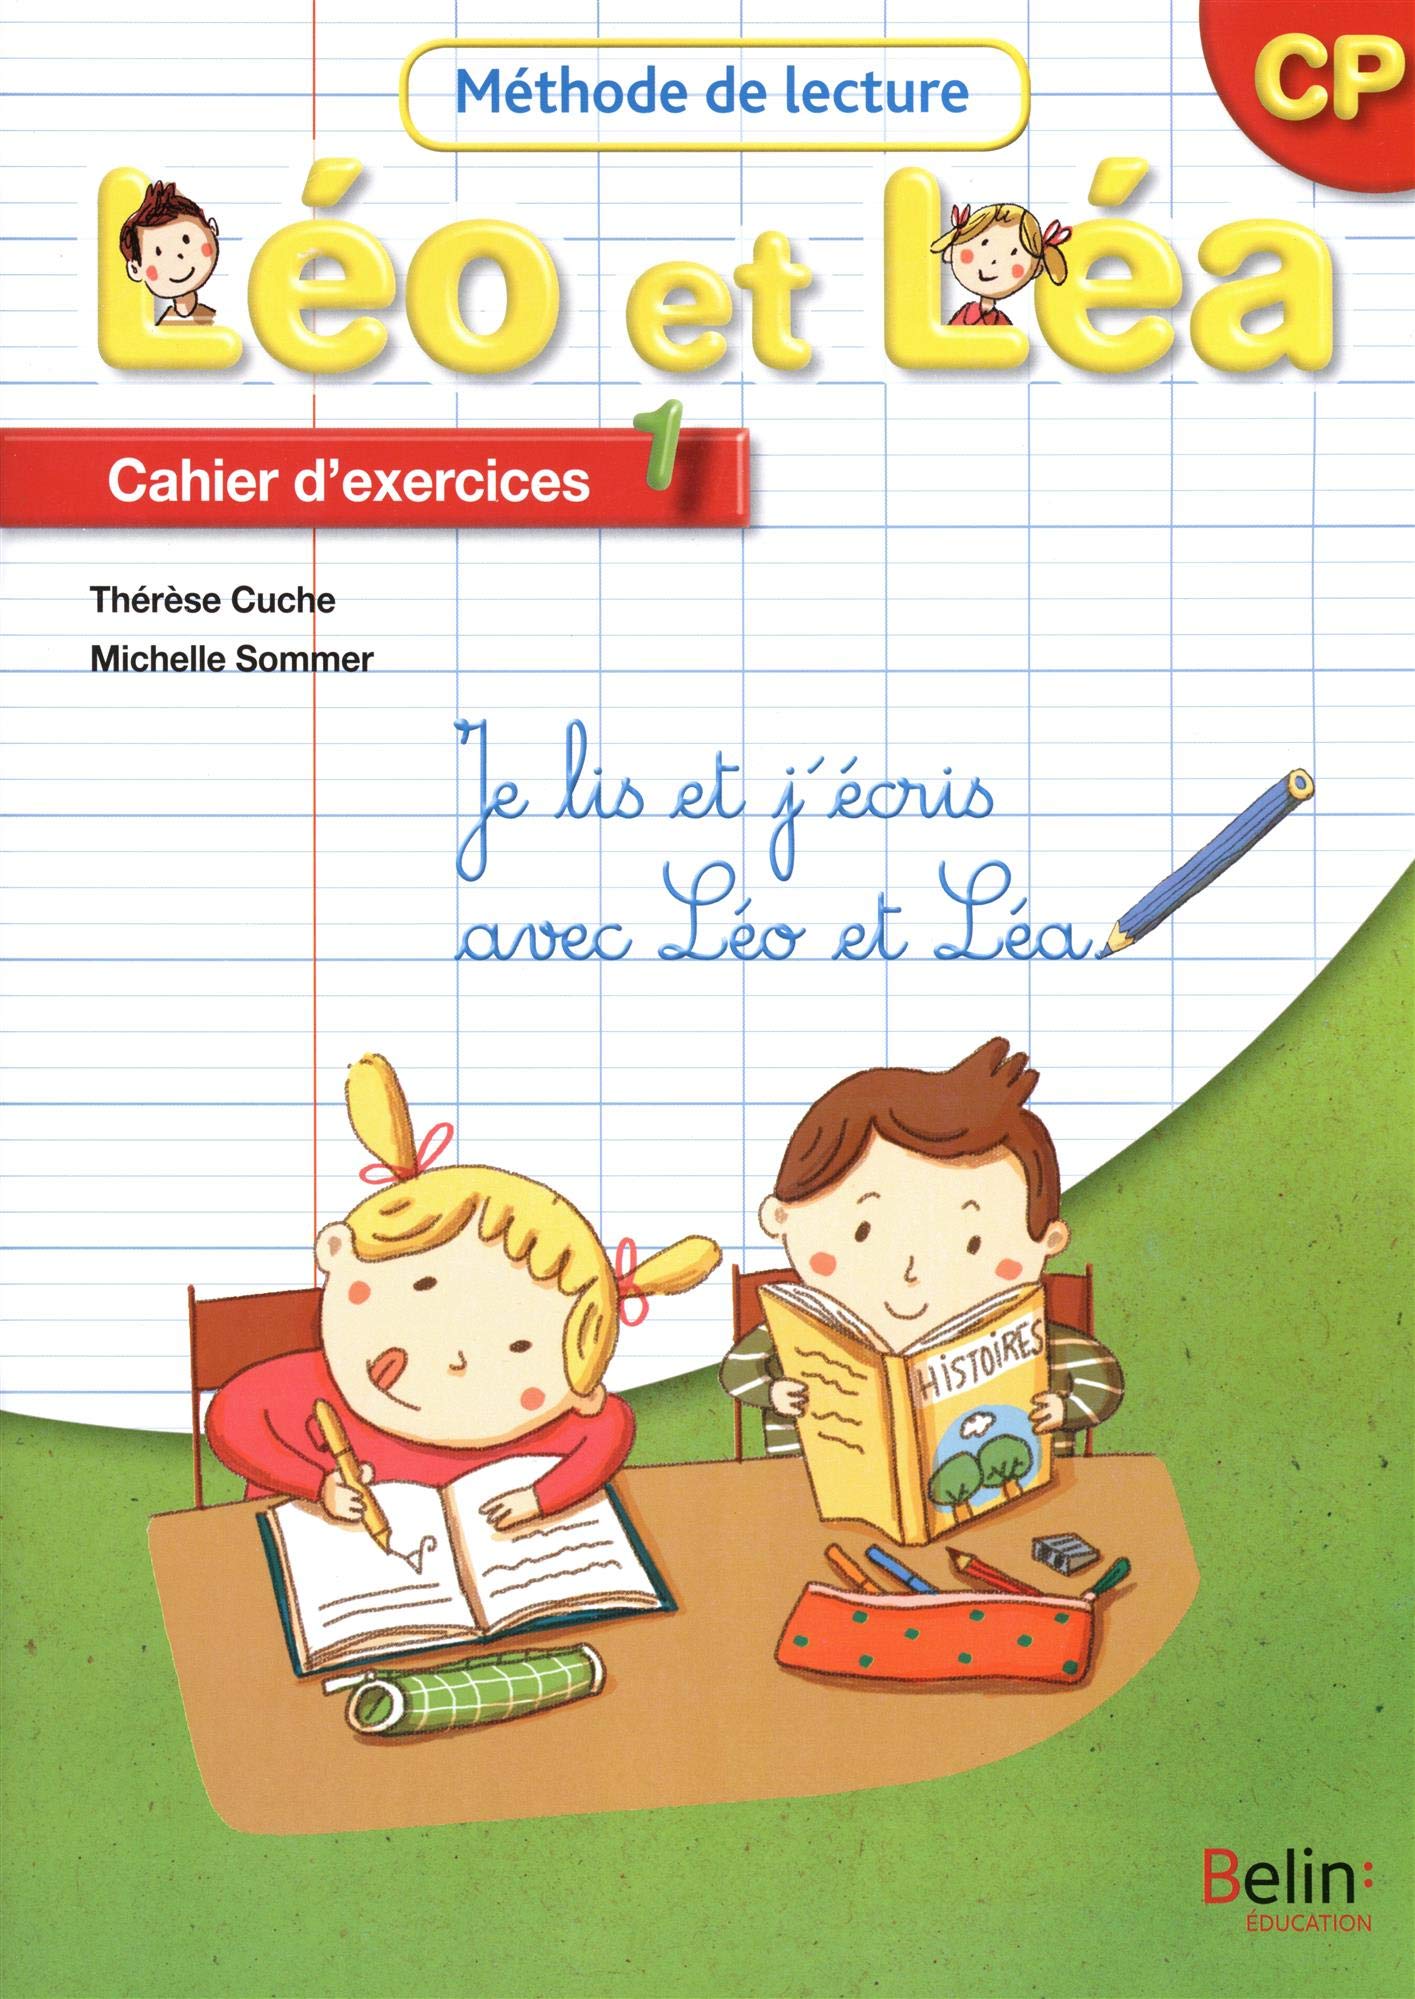 Méthode de lecture
CP
Léo et Léa
Cahier d'exercices 1
Thérèse Cuche
Michelle Sommer
Je lis et j'écris
avec Léo et Léa.
HiSTOiRES
Belin:
ÉDUCATION